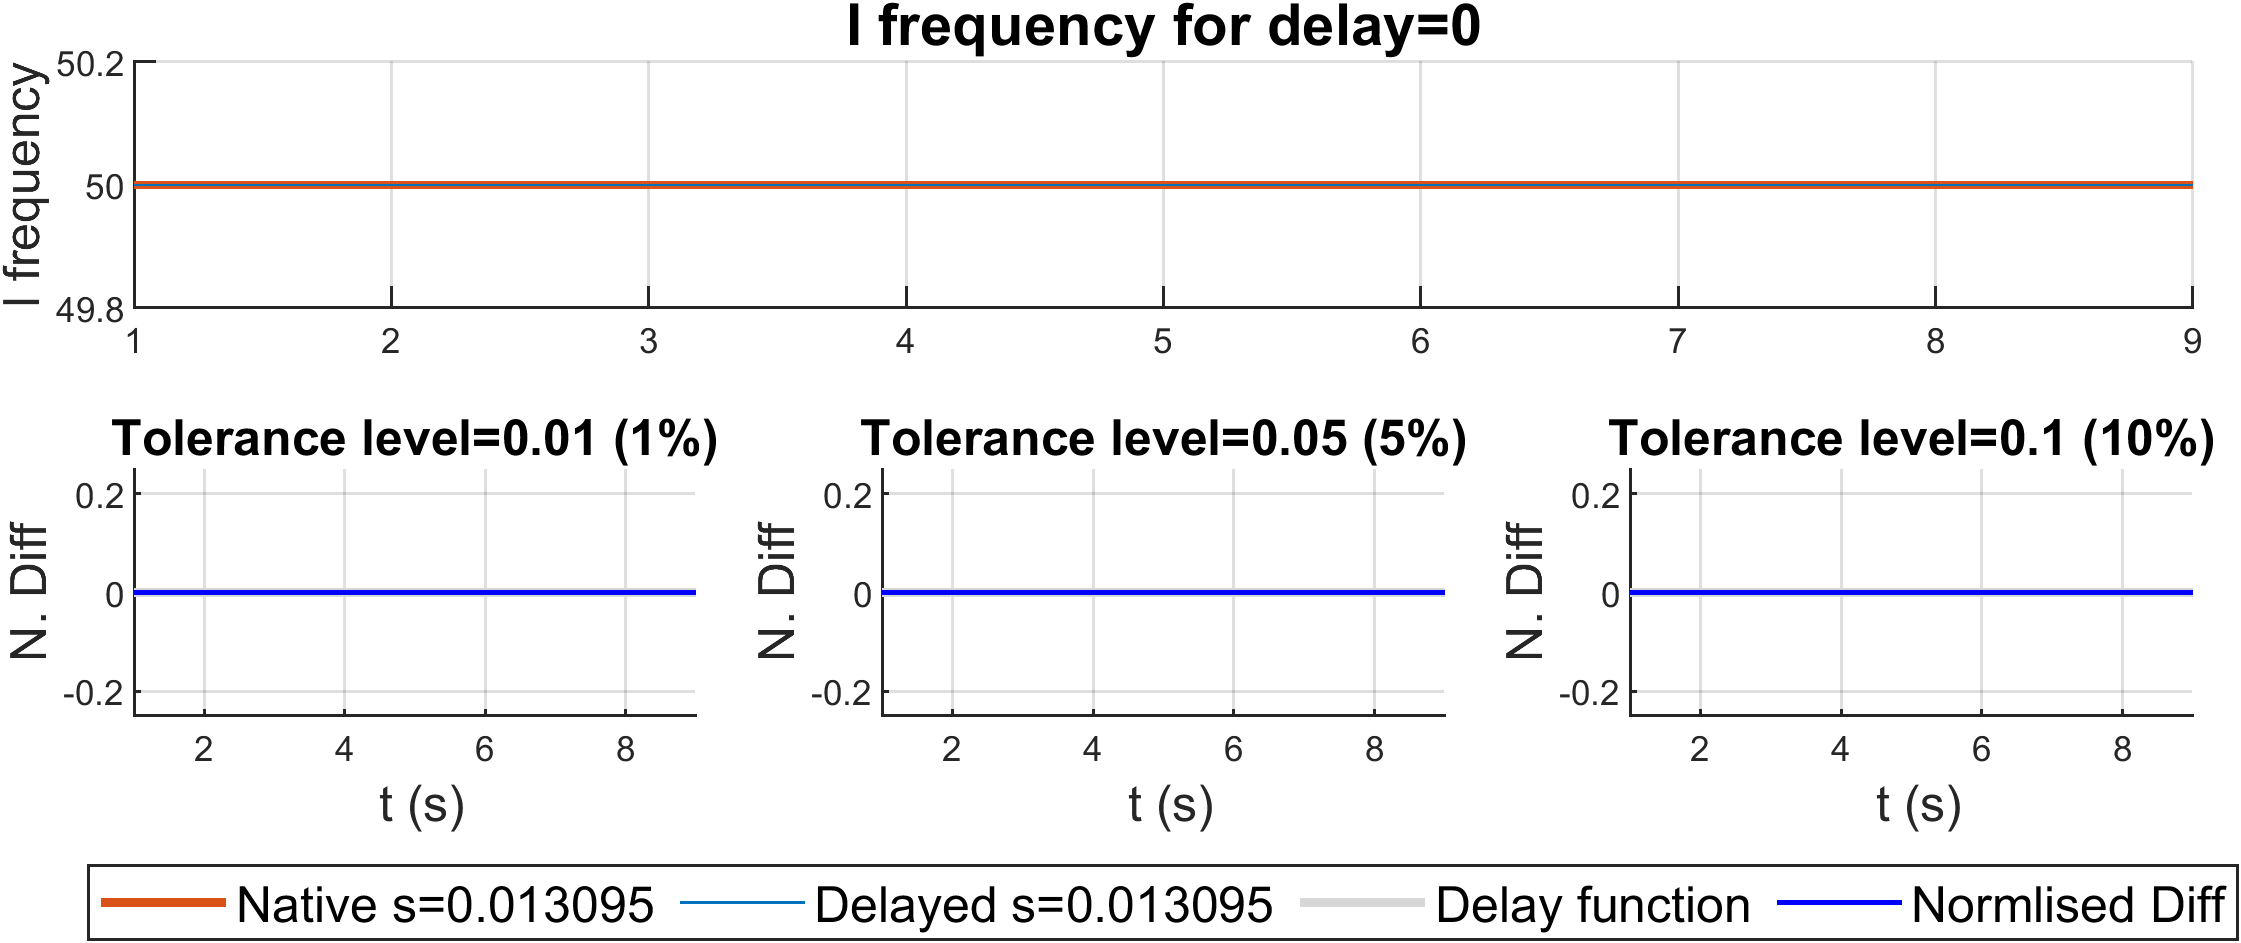 I frequency for delay=0
I frequency
50.2
50
49.8
1 2 3 4 5 6 7 8 9
Tolerance level=0.01 (1%)
N. Diff
0.2
0
-0.2
2 4 6 8
t (s)
Tolerance level=0.05 (5%)
N. Diff
0.2
0
-0.2
2 4 6 8
t (s)
Tolerance level=0.1 (10%)
N. Diff
0.2
0
-0.2
2 4 6 8
t (s)
Native s=0.013095 Delayed s=0.013095 Delay function Normlised Diff